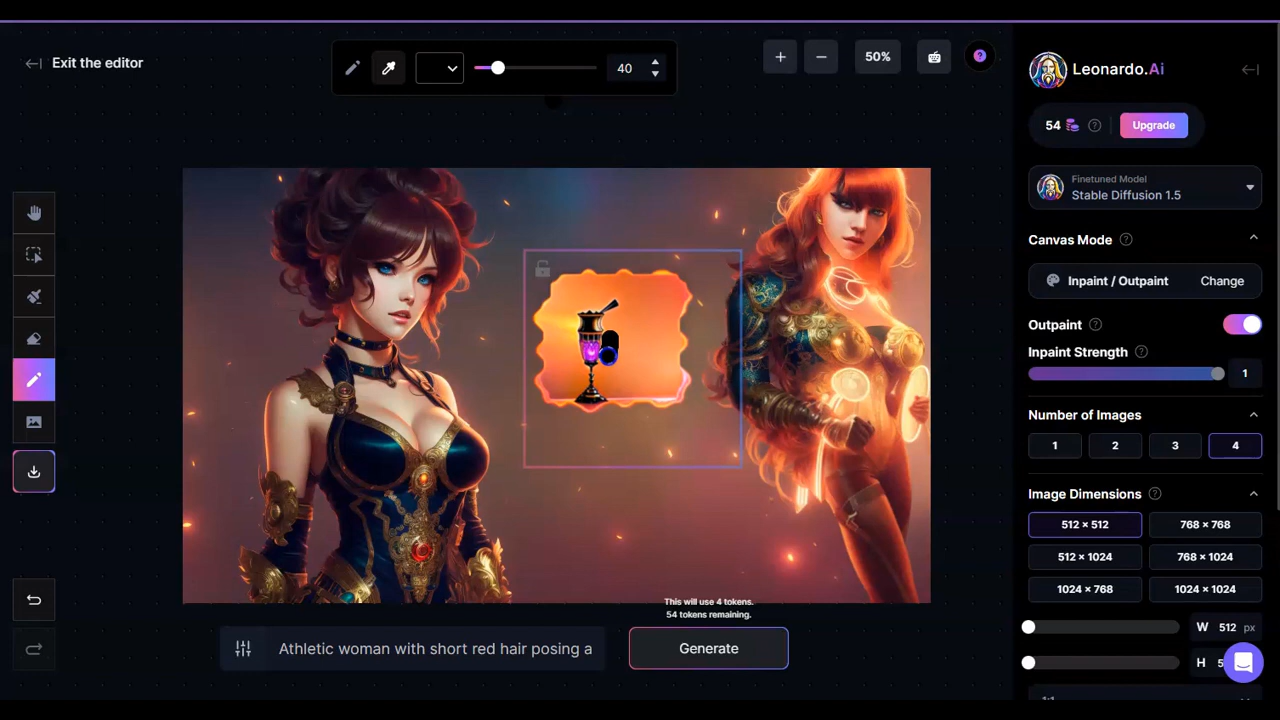 Exit the editor
40
50%
Leonardo.Ai
54
Upgrade
Finetuned Model
Stable Diffusion 1.5
Canvas Mode
Inpaint / Outpaint
Change
Outpaint
Inpaint Strength
1
Number of Images
1
2
3
4
Image Dimensions
512 × 512
768 × 768
512 × 1024
768 × 1024
1024 × 768
1024 × 1024
W 512 px
H 5
This will use 4 tokens.
54 tokens remaining.
Athletic woman with short red hair posing a
Generate